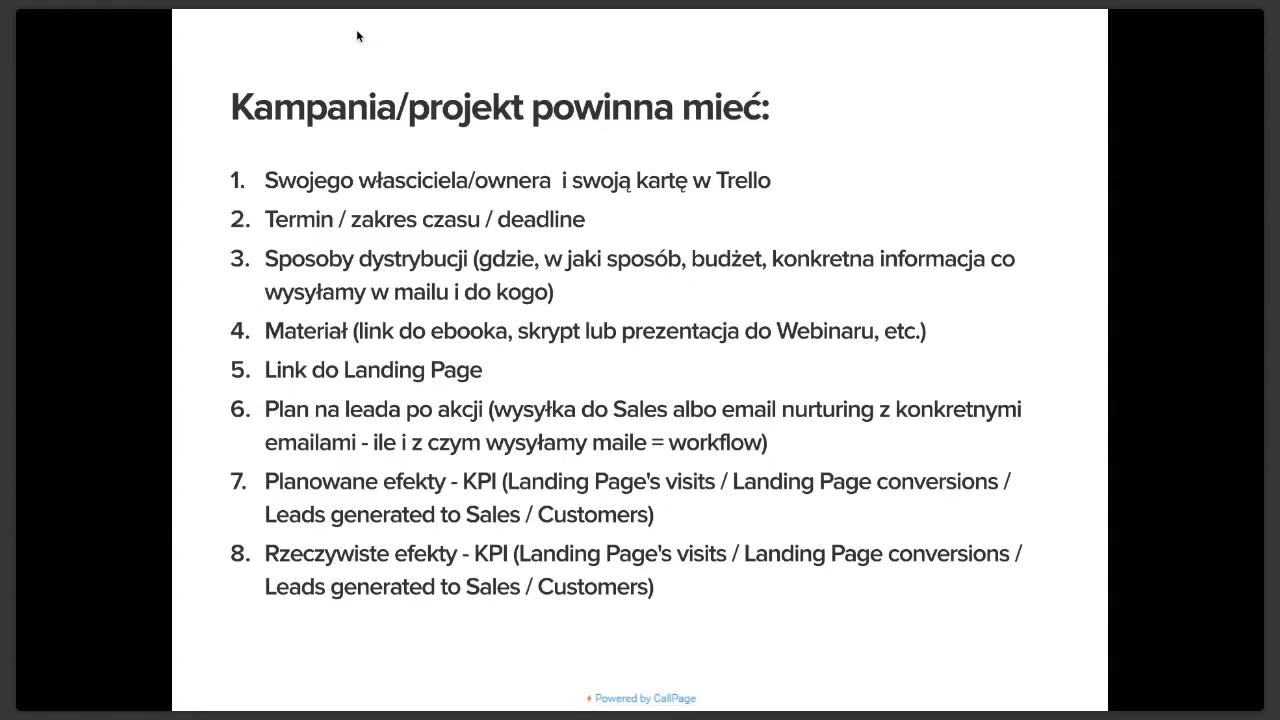 Kampania/projekt powinna mieć:
1. Swojego własciciela/ownera i swoją kartę w Trello
2. Termin / zakres czasu / deadline
3. Sposoby dystrybucji (gdzie, w jaki sposób, budżet, konkretna informacja co
wysyłamy w mailu i do kogo)
4. Materiał (link do ebooka, skrypt lub prezentacja do Webinaru, etc.)
5. Link do Landing Page
6. Plan na leada po akcji (wysyłka do Sales albo email nurturing z konkretnymi
emailami - ile i z czym wysyłamy maile = workflow)
7. Planowane efekty - KPI (Landing Page's visits / Landing Page conversions /
Leads generated to Sales / Customers)
8. Rzeczywiste efekty - KPI (Landing Page's visits / Landing Page conversions /
Leads generated to Sales / Customers)
Powered by CallPage